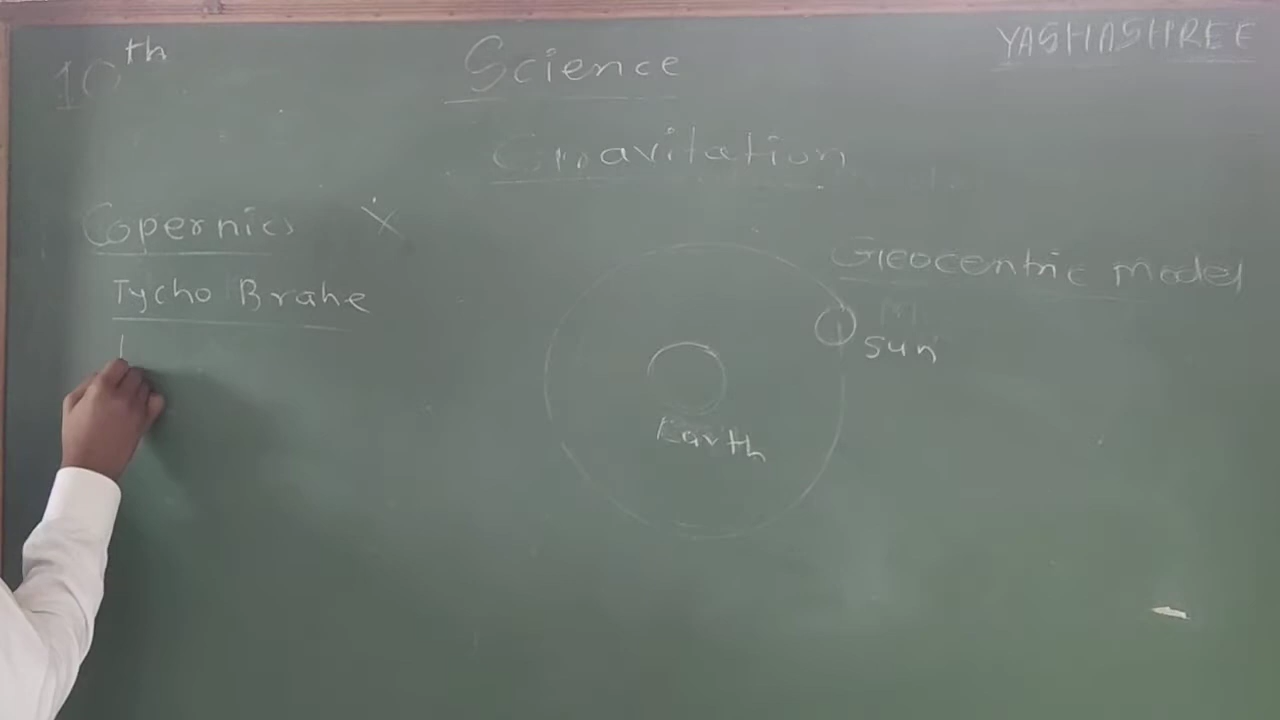 10th
Science
YASHASHREE
Gravitation
Copernics X
Geocentric Model
Tycho Brahe
Sun
Earth